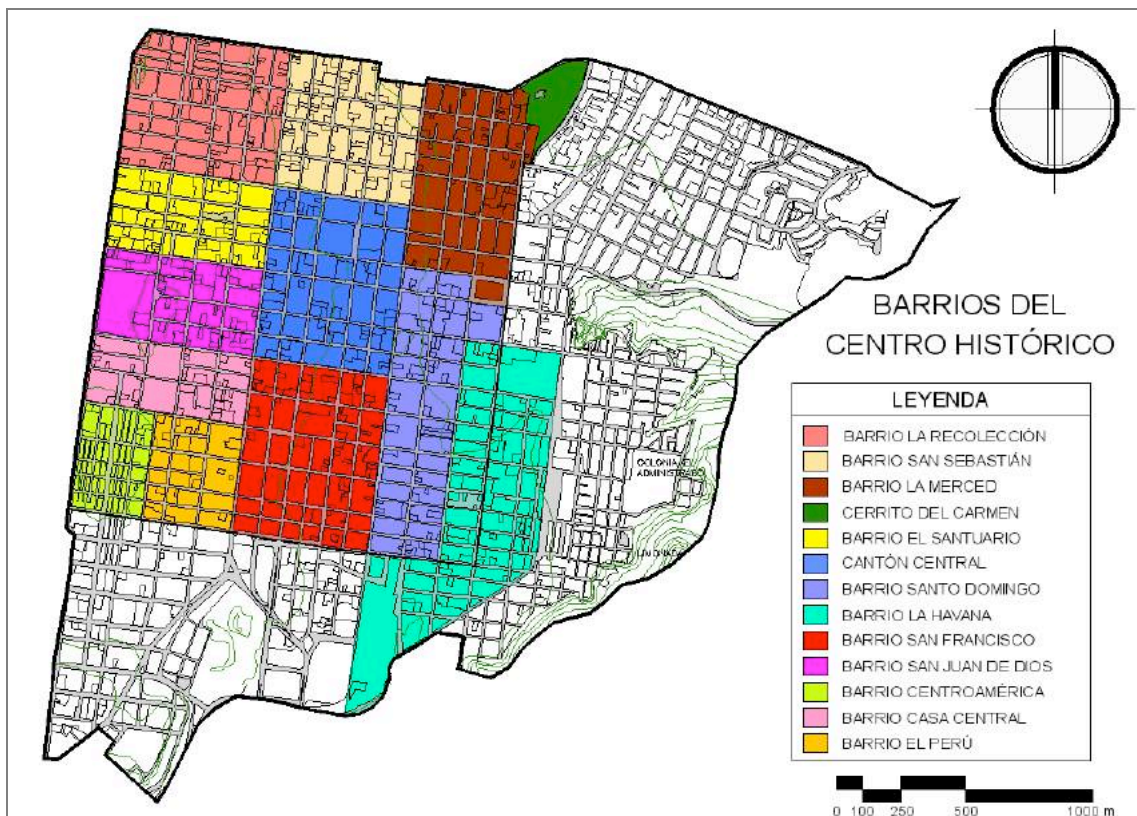 BARRIOS DEL
CENTRO HISTÓRICO
LEYENDA
BARRIO LA RECOLECCIÓN
BARRIO SAN SEBASTIÁN
BARRIO LA MERCED
CERRITO DEL CARMEN
BARRIO EL SANTUARIO
CANTÓN CENTRAL
BARRIO SANTO DOMINGO
BARRIO LA HAVANA
BARRIO SAN FRANCISCO
BARRIO SAN JUAN DE DIOS
BARRIO CENTROAMÉRICA
BARRIO CASA CENTRAL
BARRIO EL PERÚ
COLONIA
ADMINISTRADO
0 100 250 500 1000 m